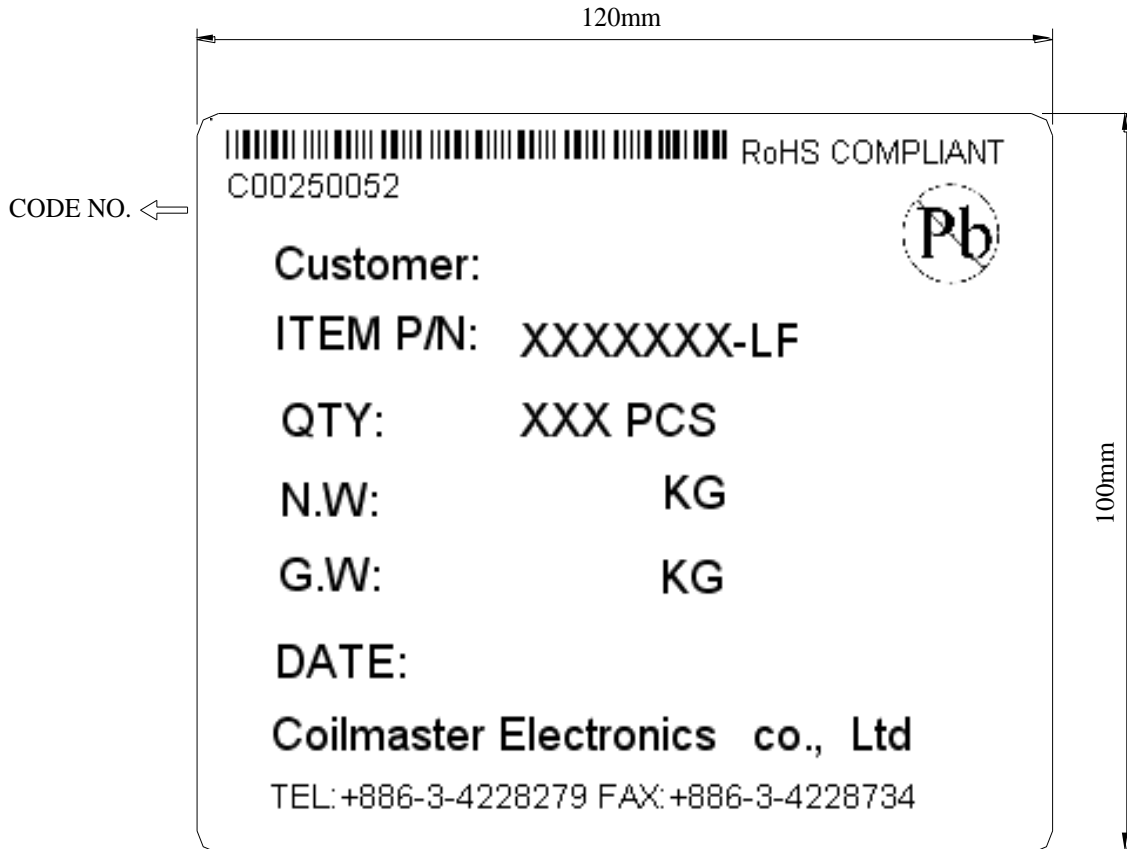 120mm
RoHS COMPLIANT
C00250052
CODE NO.
Pb
Customer:
ITEM P/N: XXXXXXX-LF
QTY: XXX PCS
N.W: KG
G.W: KG
DATE:
Coilmaster Electronics co., Ltd
TEL:+886-3-4228279 FAX:+886-3-4228734
100mm